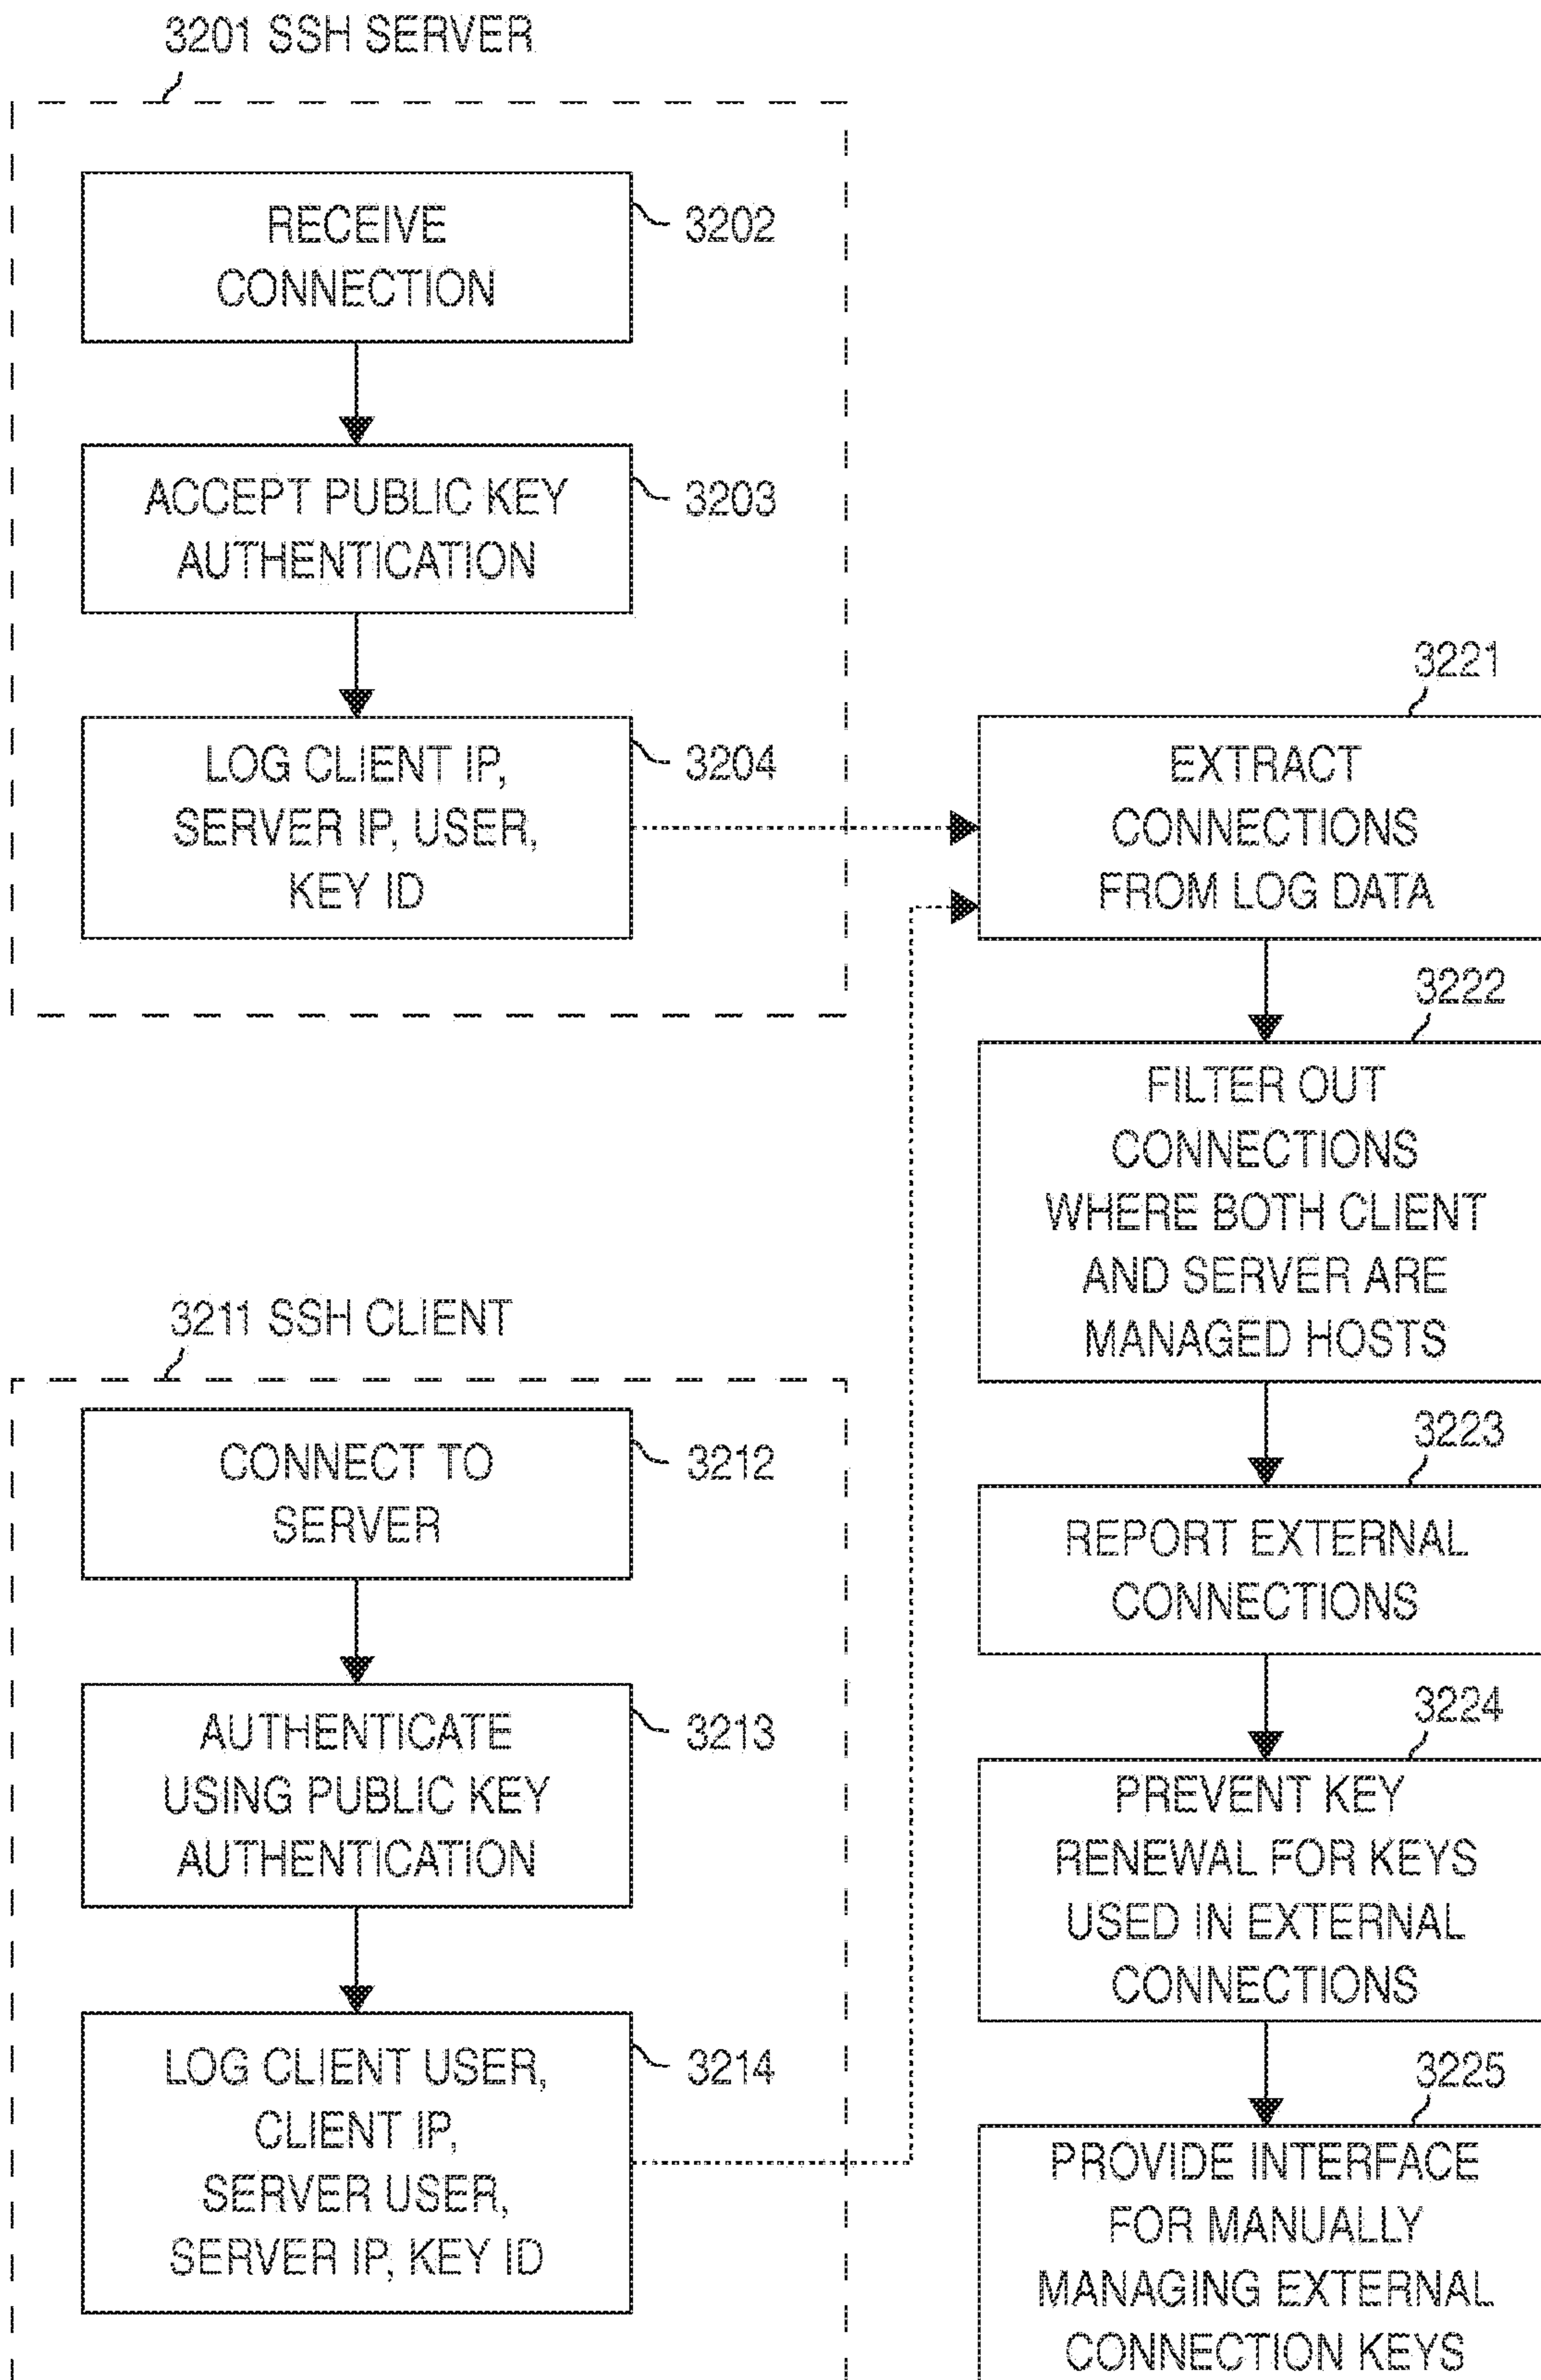 3201 SSH SERVER
RECEIVE
CONNECTION
3202
ACCEPT PUBLIC KEY
AUTHENTICATION
3203
LOG CLIENT IP,
SERVER IP, USER,
KEY ID
3204
3211 SSH CLIENT
CONNECT TO
SERVER
3212
AUTHENTICATE
USING PUBLIC KEY
AUTHENTICATION
3213
LOG CLIENT USER,
CLIENT IP,
SERVER USER,
SERVER IP, KEY ID
3214
3221
EXTRACT
CONNECTIONS
FROM LOG DATA
3222
FILTER OUT
CONNECTIONS
WHERE BOTH CLIENT
AND SERVER ARE
MANAGED HOSTS
3223
REPORT EXTERNAL
CONNECTIONS
3224
PREVENT KEY
RENEWAL FOR KEYS
USED IN EXTERNAL
CONNECTIONS
3225
PROVIDE INTERFACE
FOR MANUALLY
MANAGING EXTERNAL
CONNECTION KEYS